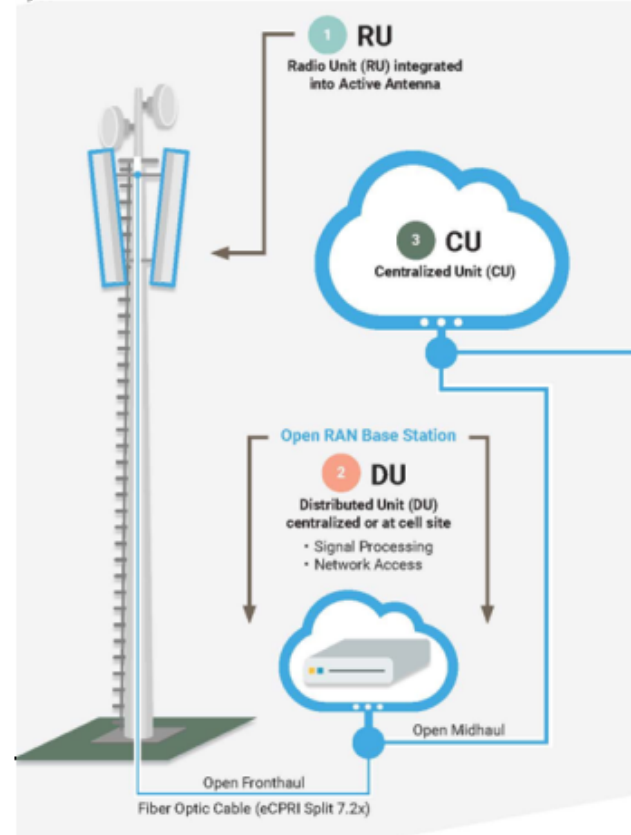 1 RU
Radio Unit (RU) integrated
into Active Antenna
3 CU
Centralized Unit (CU)
Open RAN Base Station
2 DU
Distributed Unit (DU)
centralized or at cell site
• Signal Processing
• Network Access
Open Midhaul
Open Fronthaul
Fiber Optic Cable (eCPRI Split 7.2x)